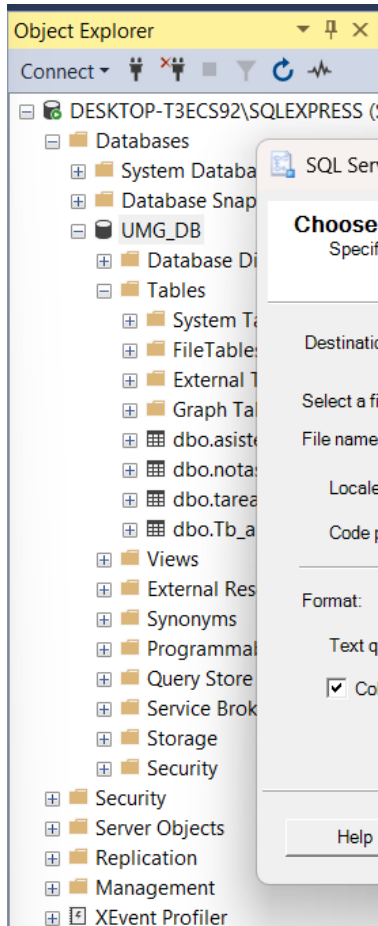 Object Explorer
Connect
DESKTOP-T3ECS92\SQLEXPRESS (S
Databases
System Databa
Database Snap
UMG_DB
Database Di
Tables
System Ta
FileTables
External T
Graph Tal
dbo.asiste
dbo.notas
dbo.tarea
dbo.Tb_a
Views
External Res
Synonyms
Programmal
Query Store
Service Brok
Storage
Security
Security
Server Objects
Replication
Management
XEvent Profiler
SQL Ser
Choose
Specif
Destinatio
Select a fi
File name
Locale
Code p
Format:
Text q
Col
Help